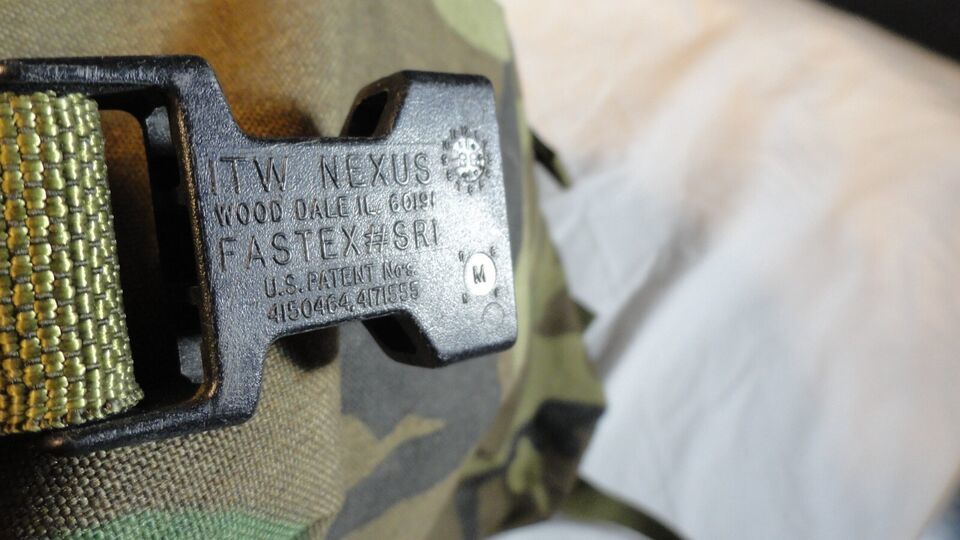 ITW NEXUS
WOOD DALE IL. 60191
FASTEX#SR1
U.S. PATENT No's.
4150464,4171555
M